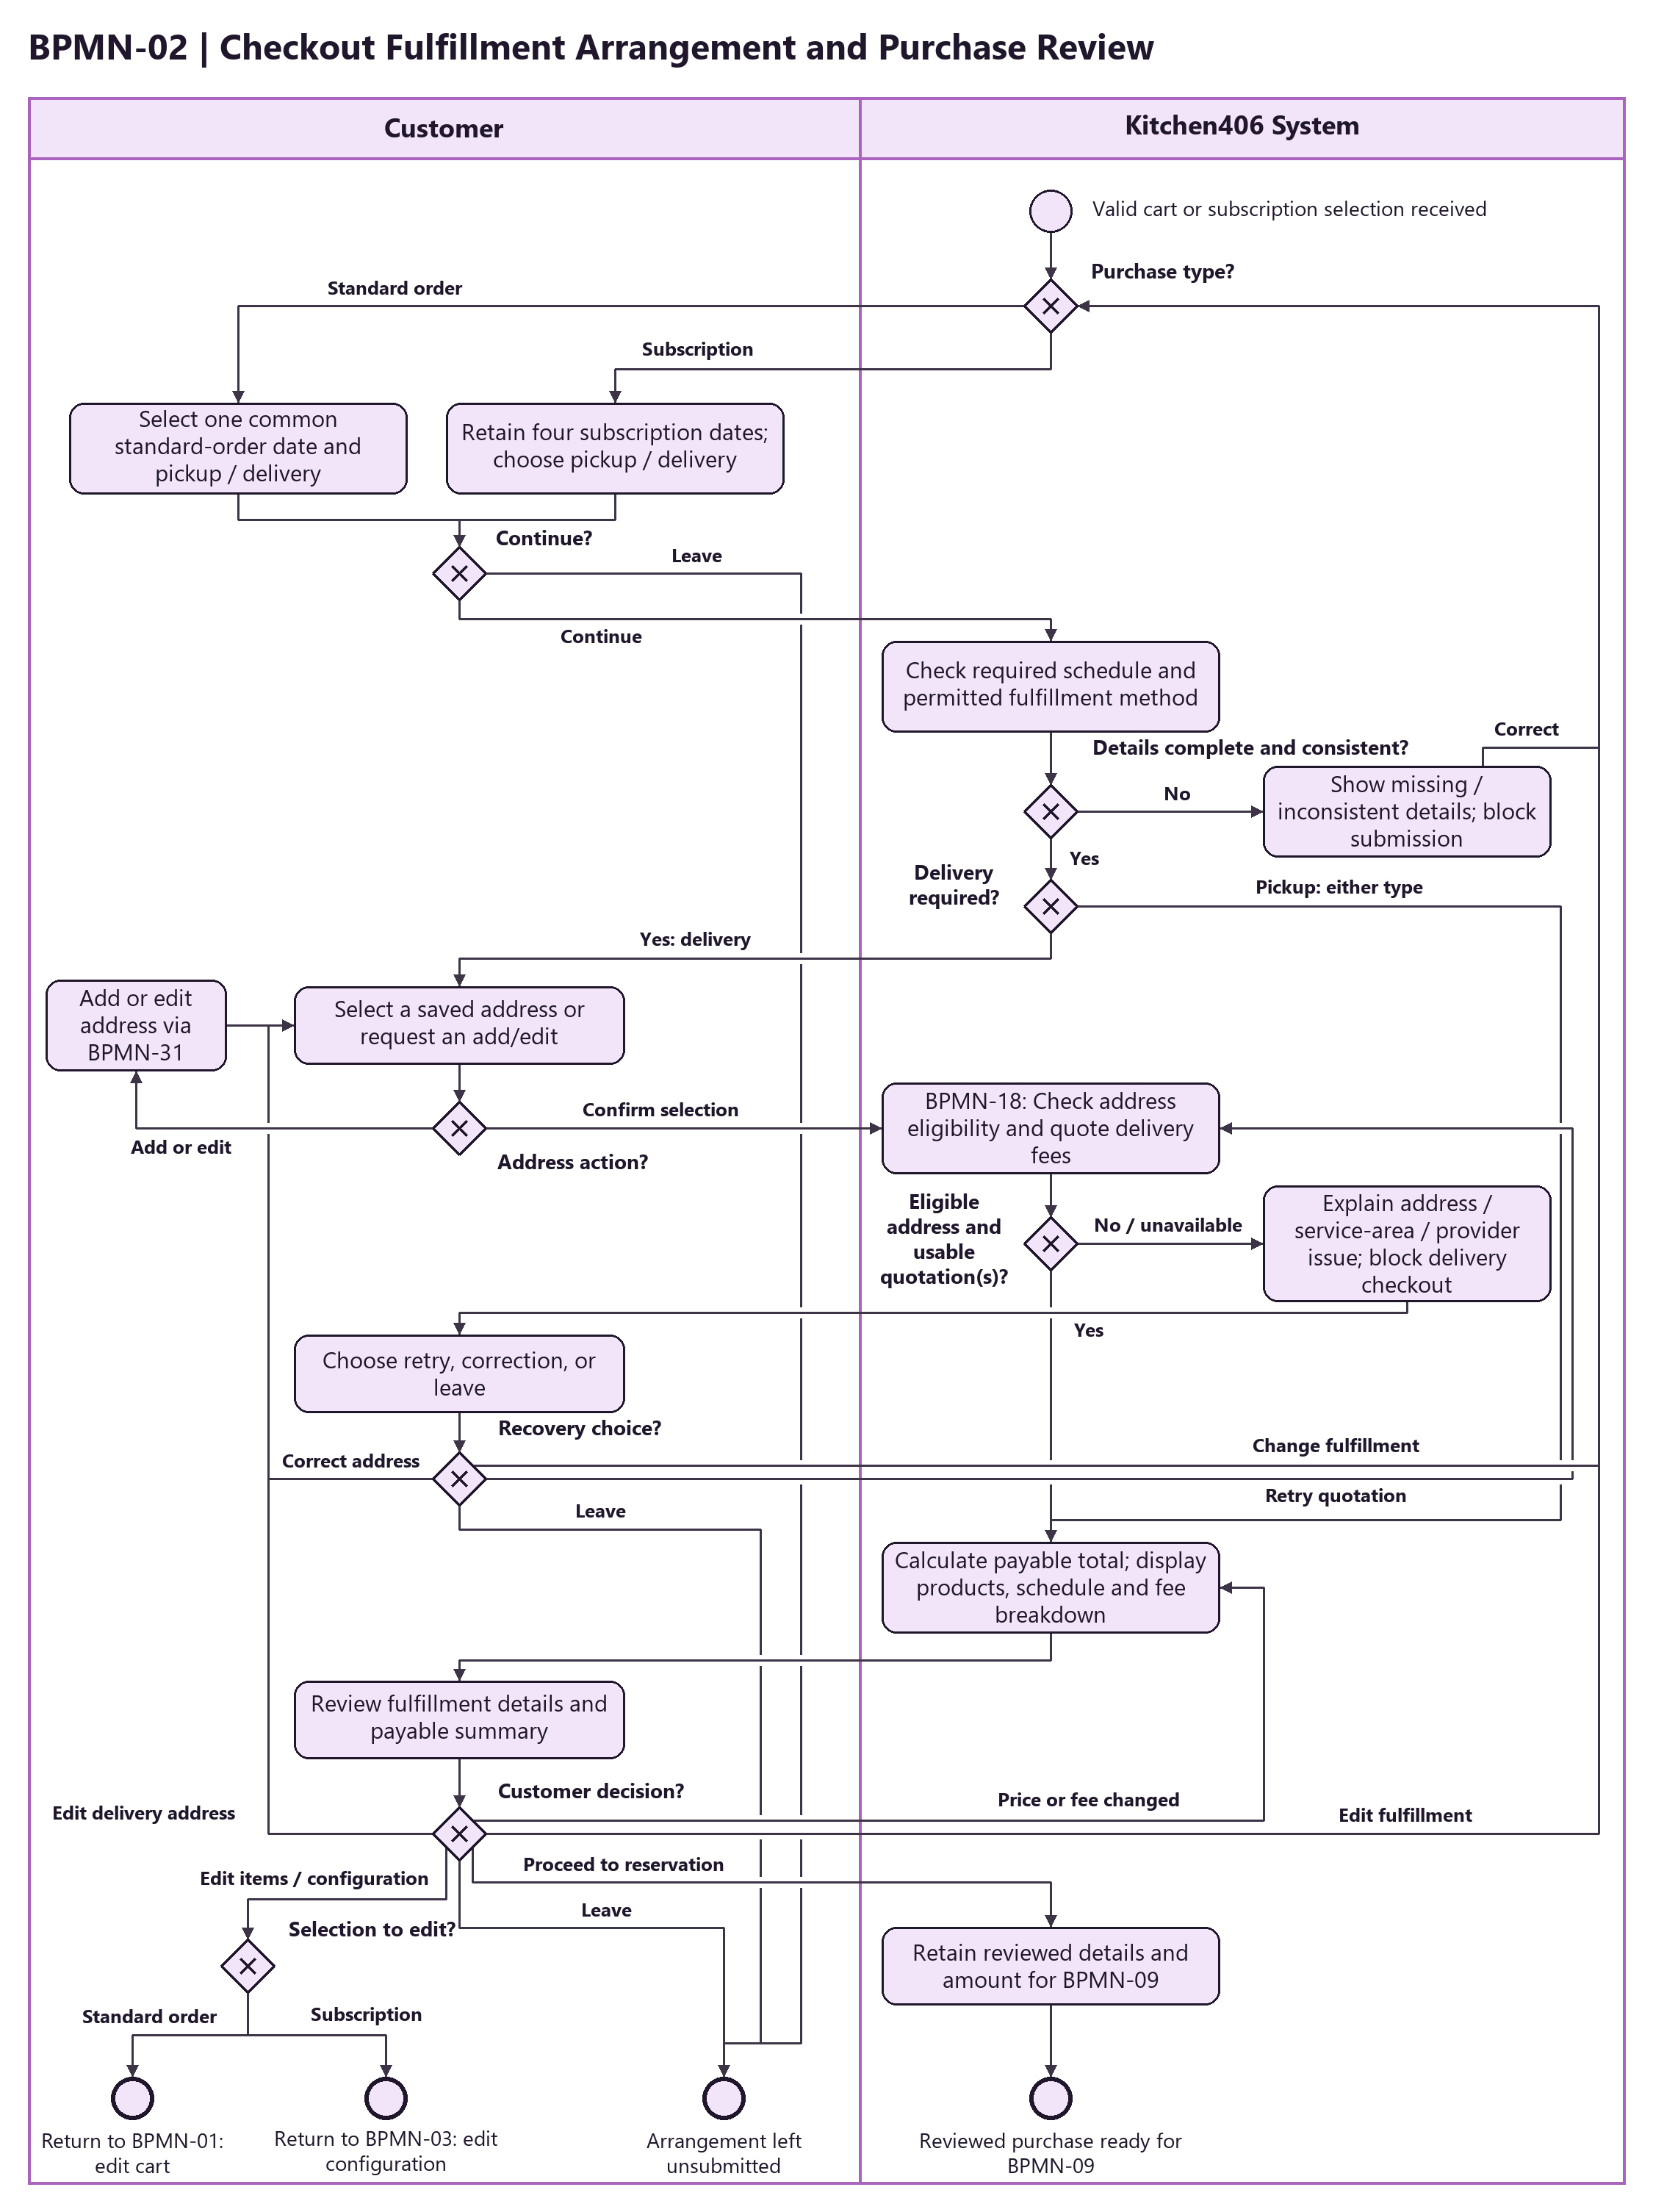 BPMN-02 | Checkout Fulfillment Arrangement and Purchase Review
Customer
Kitchen406 System
Valid cart or subscription selection received
Purchase type?
Standard order
Subscription
Select one common
standard-order date and
pickup / delivery
Retain four subscription dates;
choose pickup / delivery
Continue?
Leave
Continue
Check required schedule and
permitted fulfillment method
Correct
Details complete and consistent?
Show missing /
inconsistent details; block
submission
No
Yes
Delivery
required?
Pickup: either type
Yes: delivery
Add or edit
address via
BPMN-31
Select a saved address or
request an add/edit
Confirm selection
Add or edit
Address action?
BPMN-18: Check address
eligibility and quote delivery
fees
Eligible
address and
usable
quotation(s)?
No / unavailable
Explain address /
service-area / provider
issue; block delivery
checkout
Yes
Choose retry, correction, or
leave
Recovery choice?
Correct address
Change fulfillment
Retry quotation
Leave
Calculate payable total; display
products, schedule and fee
breakdown
Review fulfillment details and
payable summary
Customer decision?
Price or fee changed
Edit delivery address
Edit fulfillment
Edit items / configuration
Proceed to reservation
Leave
Selection to edit?
Retain reviewed details and
amount for BPMN-09
Standard order
Subscription
Return to BPMN-01:
edit cart
Return to BPMN-03: edit
configuration
Arrangement left
unsubmitted
Reviewed purchase ready for
BPMN-09